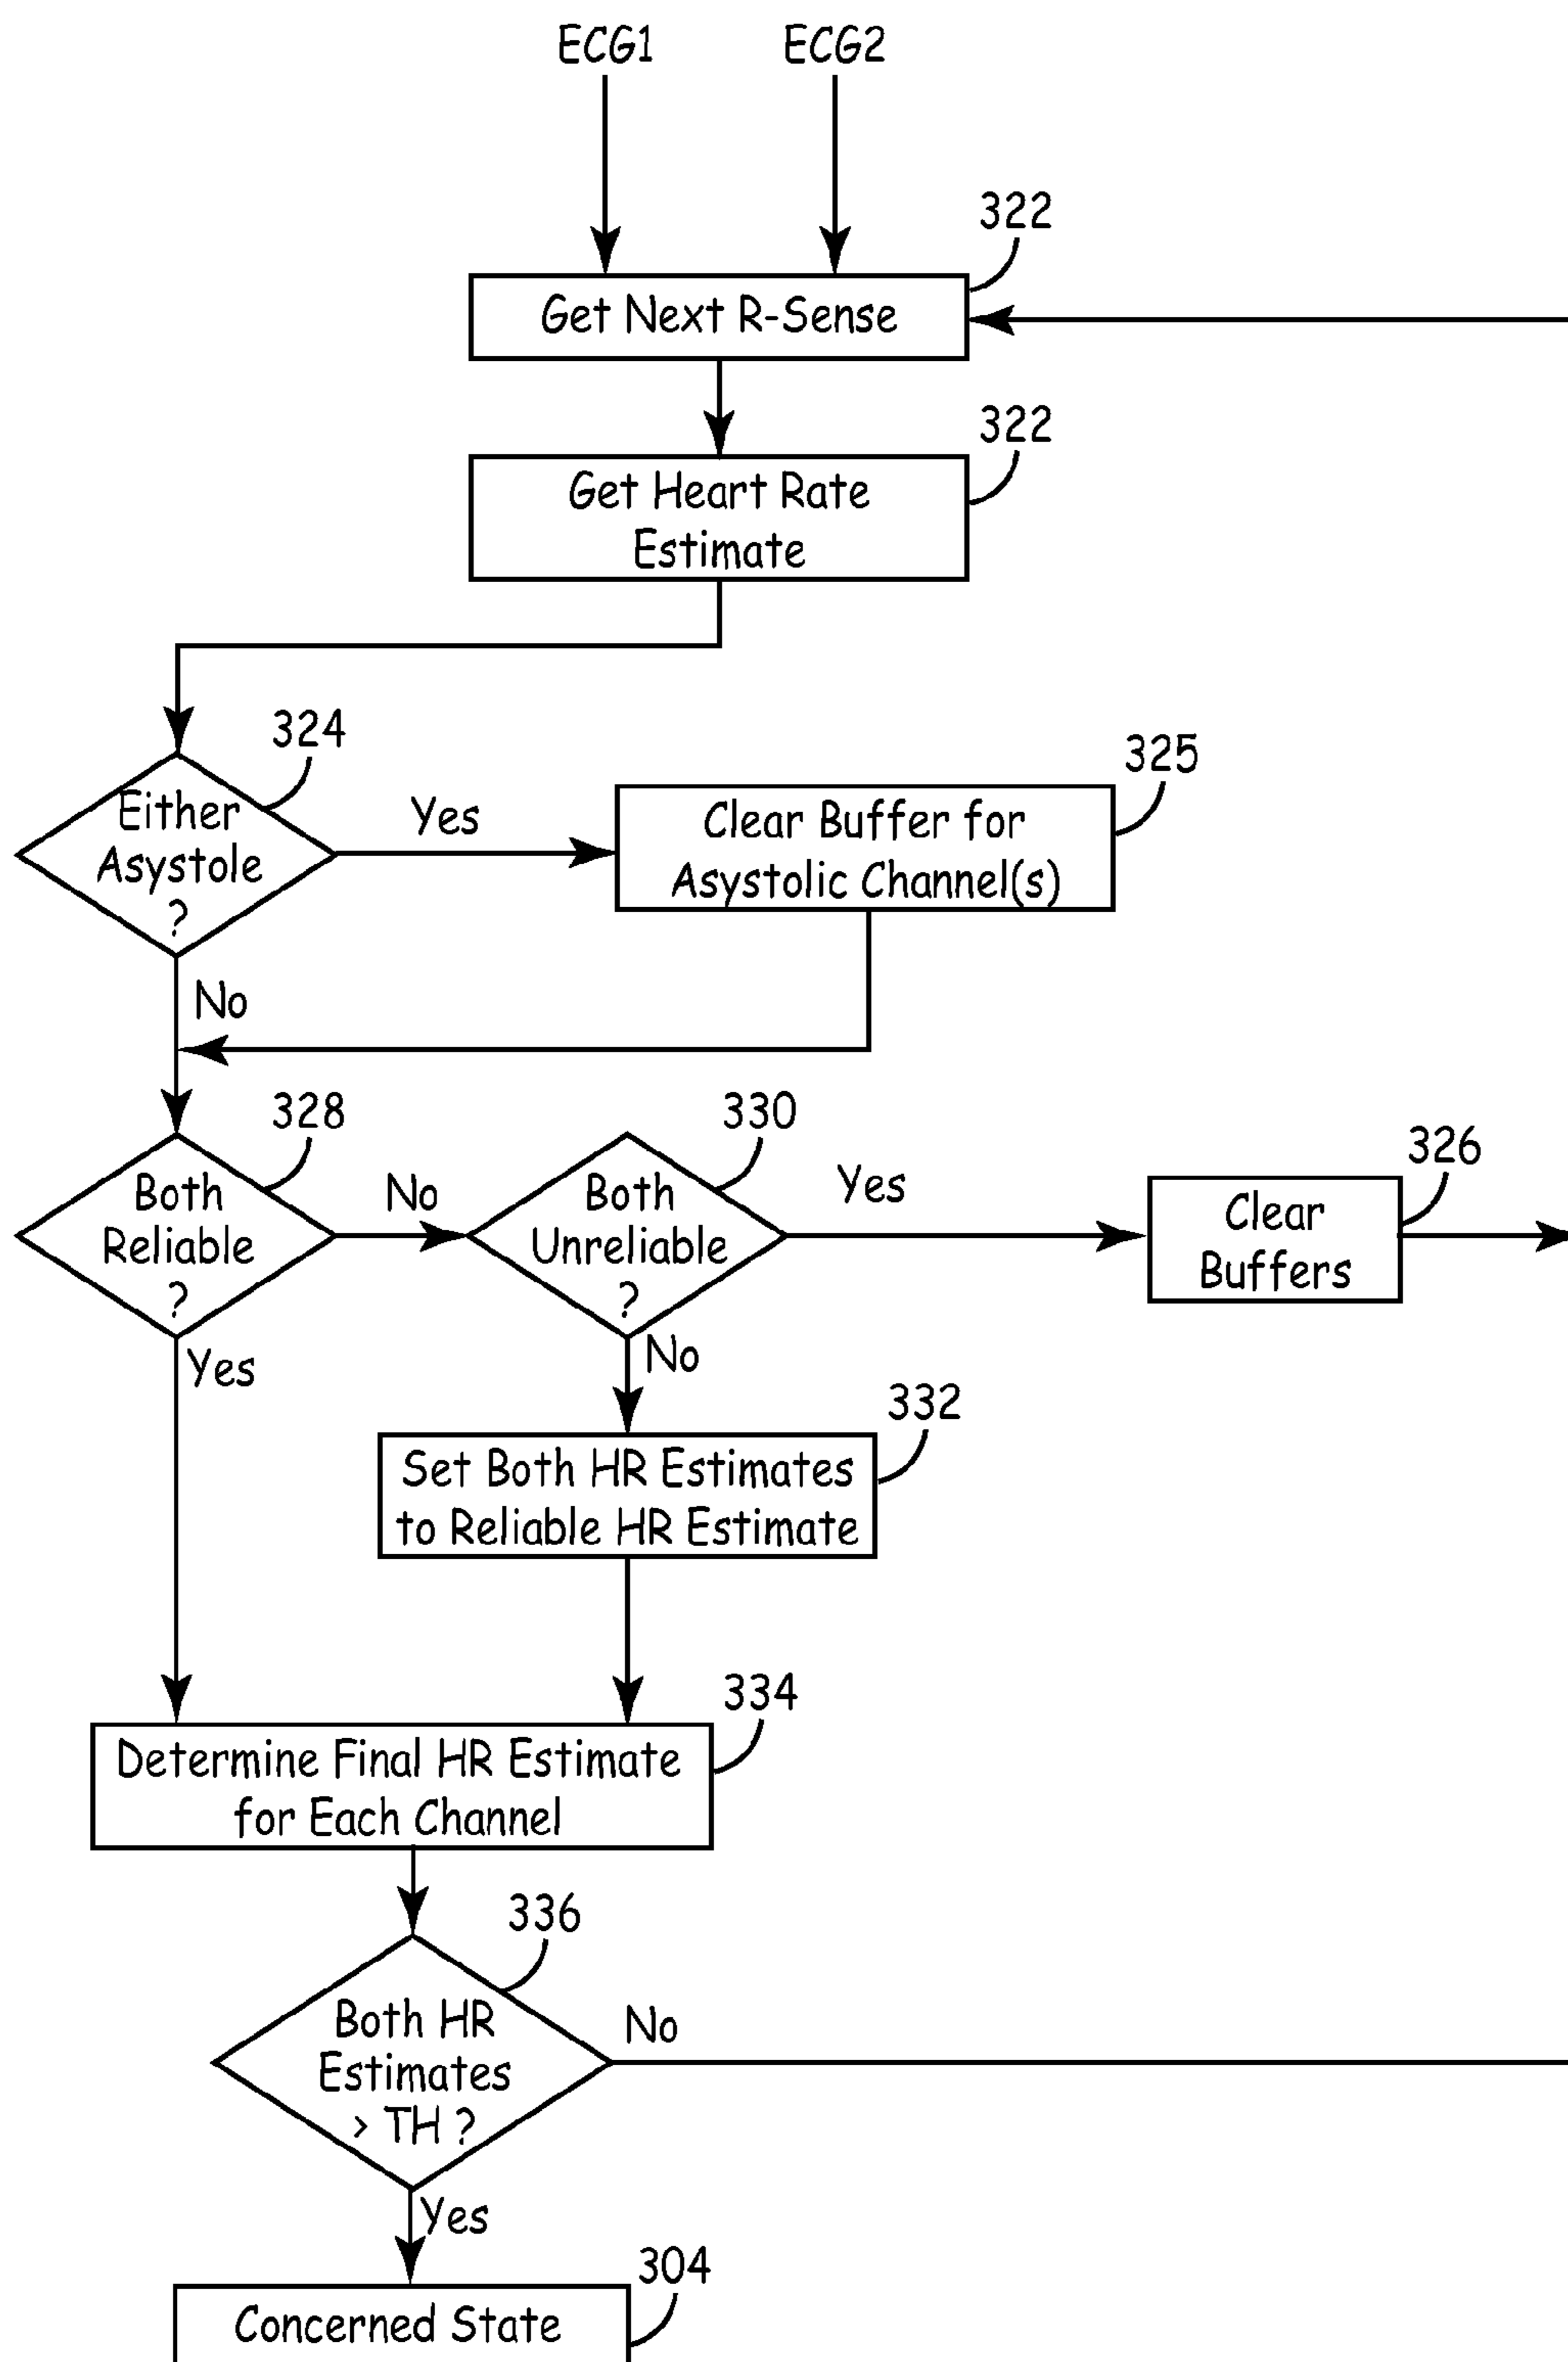 ECG1
ECG2
322
Get Next R-Sense
322
Get Heart Rate
Estimate
324
Either
Asystole
?
Yes
325
Clear Buffer for
Asystolic Channel(s)
No
328
Both
Reliable
?
No
330
Both
Unreliable
?
Yes
326
Clear
Buffers
Yes
No
332
Set Both HR Estimates
to Reliable HR Estimate
334
Determine Final HR Estimate
for Each Channel
336
Both HR
Estimates
> TH ?
No
Yes
304
Concerned State